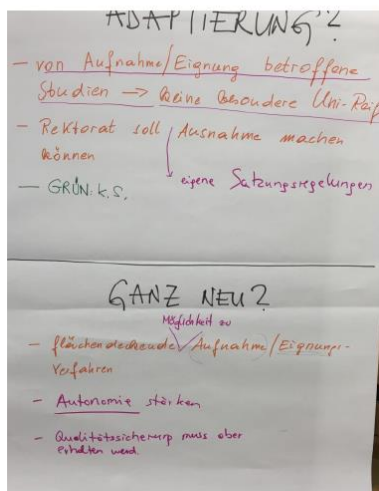 ADAPTIERUNG?
— von Aufnahme/Eignung betroffene
Studien → keine besondere Uni-Reife
— Rektorat soll Ausnahme machen
können
eigene Satzungsregelungen
— GRÜN: k.S.
GANZ NEU?
Möglichkeit zu
- flächendeckende Aufnahme/Eignungs-
verfahren
- Autonomie stärken
- Qualitätssicherung muss aber
erhalten werd.